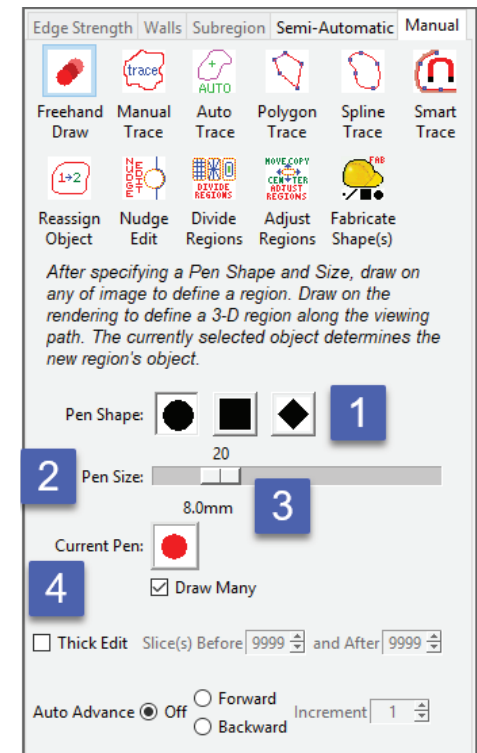 Edge Strength Walls Subregion Semi-Automatic Manual
trace
AUTO
Freehand Draw
Manual Trace
Auto Trace
Polygon Trace
Spline Trace
Smart Trace
1→2
NUDGE EDIT
DIVIDE REGIONS
MOVE COPY CENTER ADJUST REGIONS
FAB
Reassign Object
Nudge Edit
Divide Regions
Adjust Regions
Fabricate Shape(s)
After specifying a Pen Shape and Size, draw on
any of image to define a region. Draw on the
rendering to define a 3-D region along the viewing
path. The currently selected object determines the
new region's object.
Pen Shape: 1
20
2 Pen Size:
8.0mm 3
Current Pen:
4 Draw Many
Thick Edit Slice(s) Before 9999 and After 9999
Auto Advance Off Forward Backward Increment 1